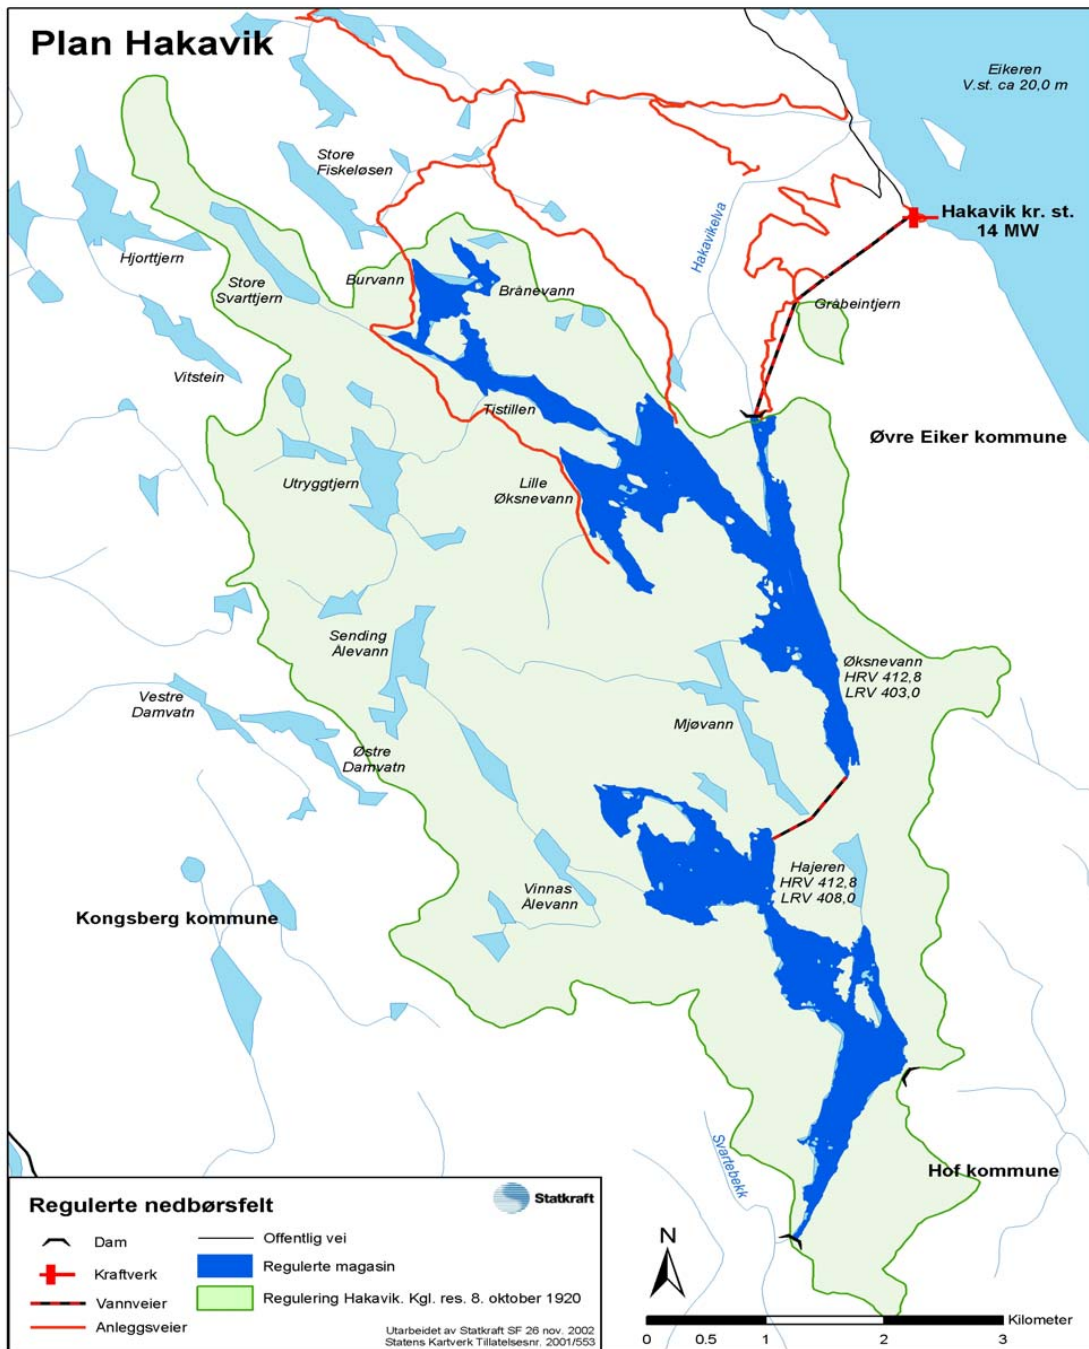 Plan Hakavik
Eikeren
V.st. ca 20,0 m
Store
Fiskeløsen
Hakavik kr. st.
14 MW
Hakavikelva
Hjorttjern
Store
Svarttjern
Burvann
Brånevann
Gråbeintjern
Vitstein
Tistillen
Øvre Eiker kommune
Utryggtjern
Lille
Øksnevann
Sending
Ålevann
Øksnevann
HRV 412,8
LRV 403,0
Vestre
Damvatn
Mjøvann
Østre
Damvatn
Hajeren
HRV 412,8
LRV 408,0
Vinnas
Ålevann
Kongsberg kommune
Svartebekk
Hof kommune
Regulerte nedbørsfelt
Statkraft
Dam
Kraftverk
Vannveier
Anleggsveier
Offentlig vei
Regulerte magasin
Regulering Hakavik. Kgl. res. 8. oktober 1920
Utarbeidet av Statkraft SF 26 nov. 2002
Statens Kartverk Tillatelsesnr. 2001/553
N
Kilometer
0 0.5 1 2 3